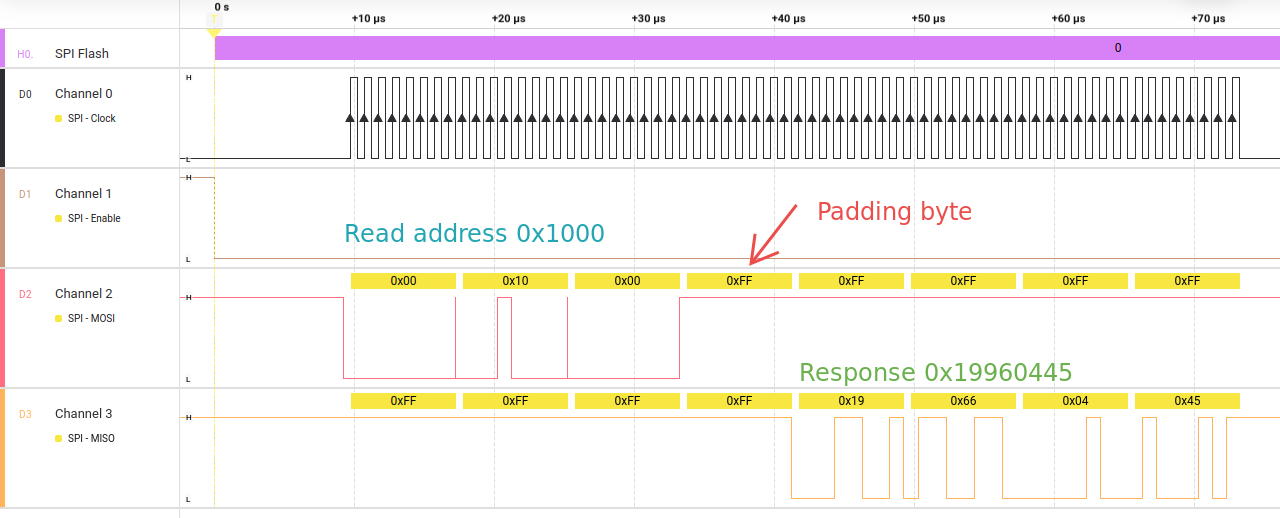 0 s
+10 µs +20 µs +30 µs +40 µs +50 µs +60 µs +70 µs
H0. SPI Flash 0
D0 Channel 0 H
SPI - Clock
L
D1 Channel 1 H
SPI - Enable
L
Padding byte
Read address 0x1000
0x00 0x10 0x00 0xFF 0xFF 0xFF 0xFF 0xFF
D2 Channel 2 H
SPI - MOSI
L
Response 0x19960445
0xFF 0xFF 0xFF 0xFF 0x19 0x66 0x04 0x45
D3 Channel 3 H
SPI - MISO
L